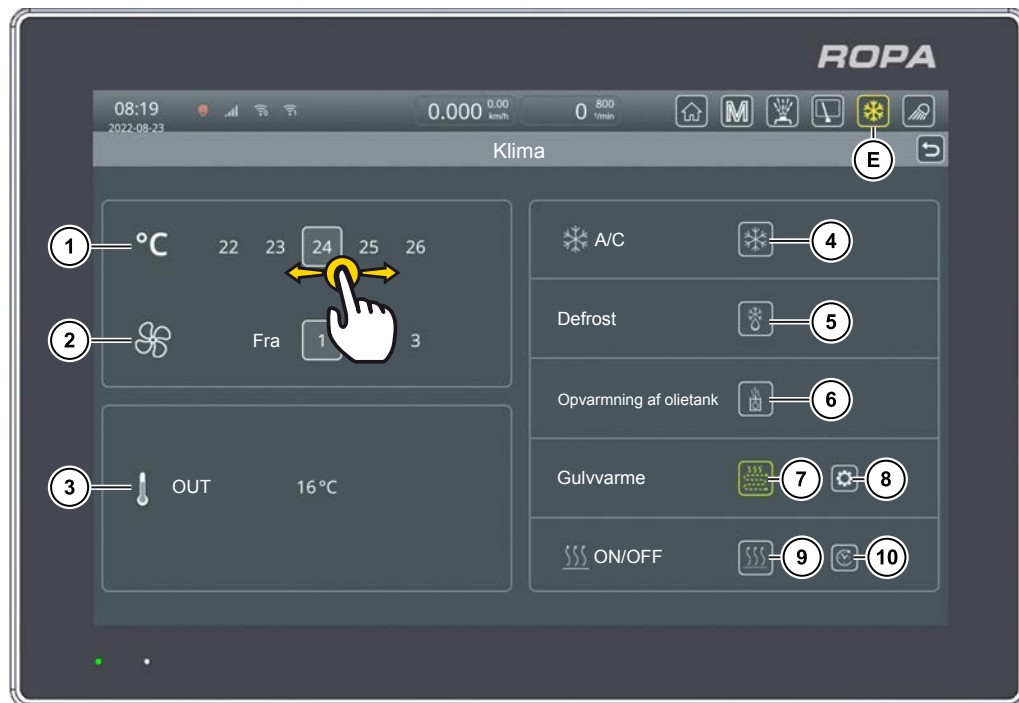 ROPA
08:19 0.000 0.00 km/h 0 800 1/min M
2022-08-23
Klima
E
1 °C 22 23 24 25 26
2 Fra 1 3
3 OUT 16 °C
A/C 4
Defrost 5
Opvarmning af olietank 6
Gulvvarme 7 8
ON/OFF 9 10